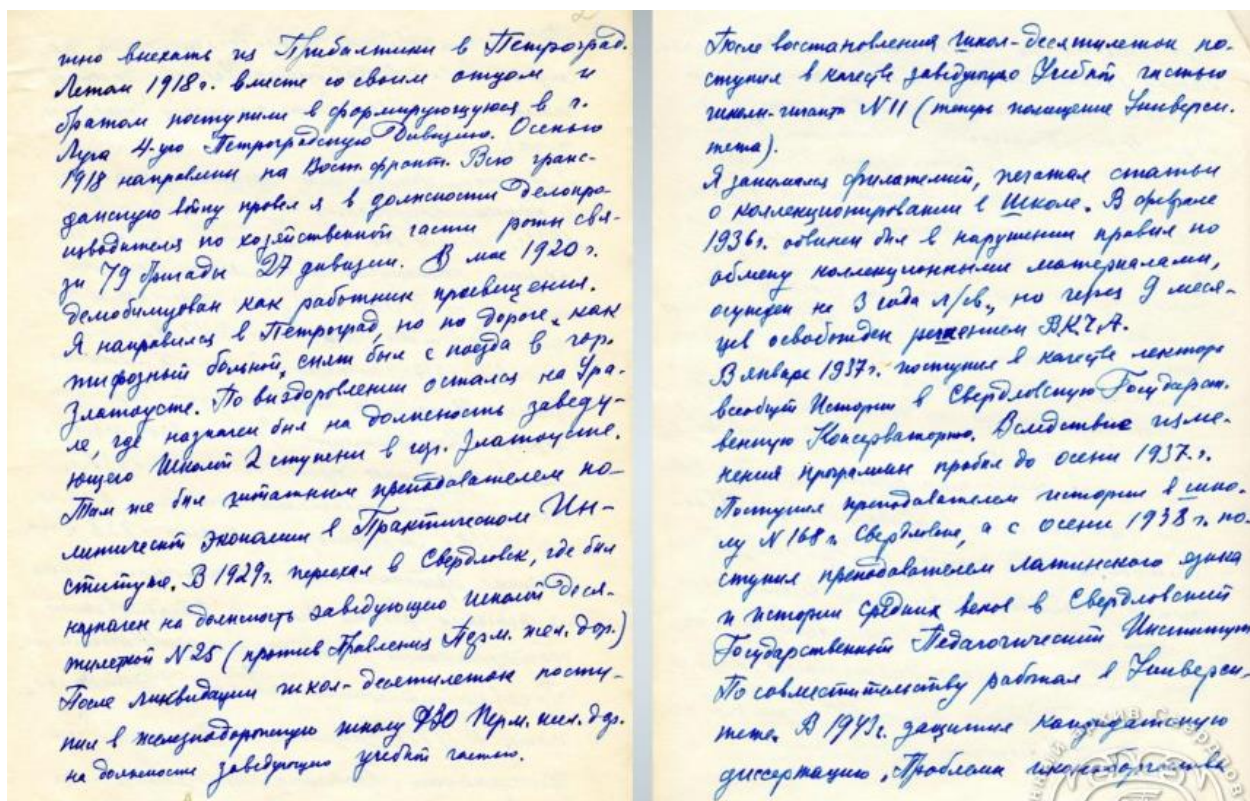 2
тно выехать из Прибалтики в Петроград.
Летом 1918 г. вместе со своим отцом и
братом поступили в формирующуюся в г.
Луга 4-ую Петроградскую Дивизию. Осенью
1918 направлены на Вост. фронт. Всю граж-
данскую войну провел я в должности делопро-
изводителя по хозяйственной части роты свя-
зи 79 бригады 27 дивизии. В мае 1920 г.
демобилизован как работник просвещения.
Я направился в Петроград, но по дороге, как
тифозный больной, снят был с поезда в гор.
Златоусте. По выздоровлении остался на Ура-
ле, где назначен был на должность заведу-
ющего Школой 2 ступени в гор. Златоусте.
Там же был штатным преподавателем по-
литической экономии в Практическом Ин-
ституте. В 1929 г. переехал в Свердловск, где был
назначен на должность заведующего школой деся-
тилеткой N 25 (против Правления Перм. жел. дор.)
После ликвидации школ-десятилеток посту-
пил в железнодорожную школу ФЗО Перм. жел. дор.
на должности заведующего учебной частью.
После восстановления школ-десятилеток по-
ступил в качестве заведующего Учебной частью
школы-гиганта N 11 (теперь помещение Универси-
тета).
Я занимался филателией, печатал статьи
о коллекционировании в Школе. В феврале
1936 г. обвинен был в нарушении правил по
обмену коллекционными материалами,
осужден на 3 года л/св., но через 9 меся-
цев освобожден решением
В январе 1937 г. поступил в качестве лектора
всеобщей Истории в Свердловскую Государст-
венную Консерваторию. Вследствие изме-
нения программы пробыл до осени 1937 г.
Поступил преподавателем истории в шко-
лу N 168 г. Свердловска, а с осени 1938 г. по-
ступил преподавателем латинского языка
и истории средних веков в Свердловский
Государственный Педагогический Институт.
По совместительству работал в Универси-
тете. В защитил кандидатскую
диссертацию „Проблема